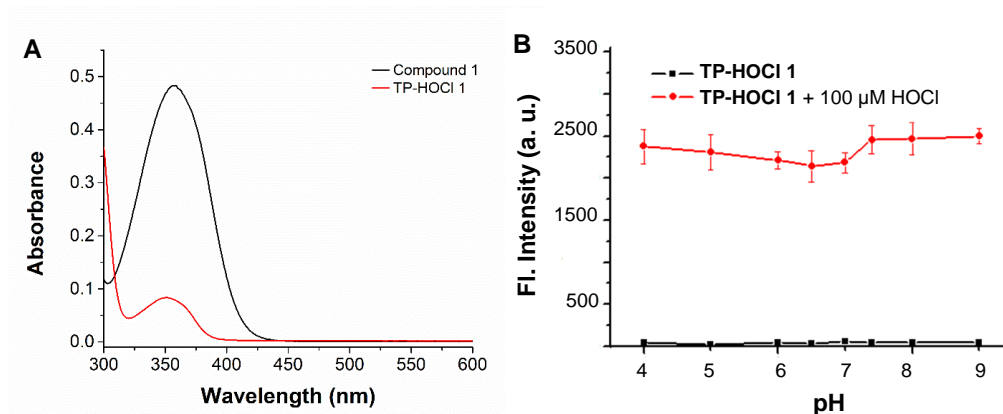 A
Compound 1
TP-HOCl 1
0.5
0.4
0.3
0.2
0.1
0.0
Absorbance
300 350 400 450 500 550 600
Wavelength (nm)
B
TP-HOCl 1
TP-HOCl 1 + 100 µM HOCl
3500
2500
1500
500
Fl. Intensity (a. u.)
4 5 6 7 8 9
pH